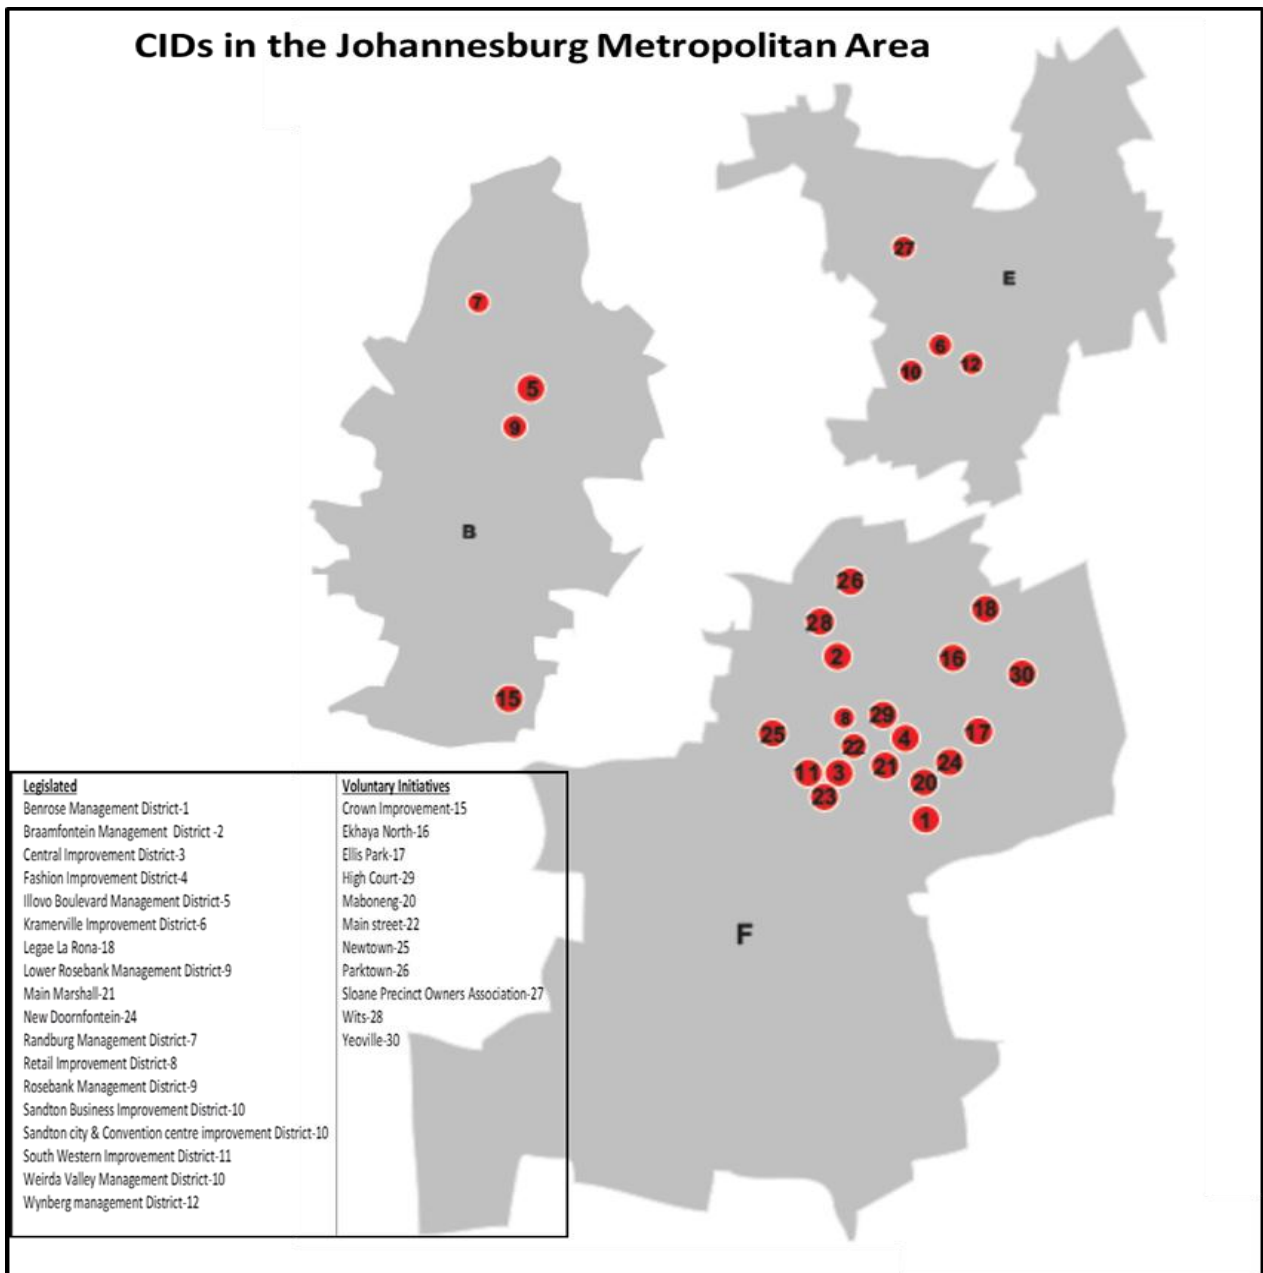 CIDs in the Johannesburg Metropolitan Area
27
E
7
6
12
10
5
9
B
26
18
28
2
16
30
15
8
29
25
17
4
22
21
24
11
3
20
23
1
F
Legislated
Benrose Management District-1
Braamfontein Management District -2
Central Improvement District-3
Fashion Improvement District-4
Illovo Boulevard Management District-5
Kramerville Improvement District-6
Legae La Rona-18
Lower Rosebank Management District-9
Main Marshall-21
New Doornfontein-24
Randburg Management District-7
Retail Improvement District-8
Rosebank Management District-9
Sandton Business Improvement District-10
Sandton city & Convention centre improvement District-10
South Western Improvement District-11
Weirda Valley Management District-10
Wynberg management District-12
Voluntary Initiatives
Crown Improvement-15
Ekhaya North-16
Ellis Park-17
High Court-29
Maboneng-20
Main street-22
Newtown-25
Parktown-26
Sloane Precinct Owners Association-27
Wits-28
Yeoville-30